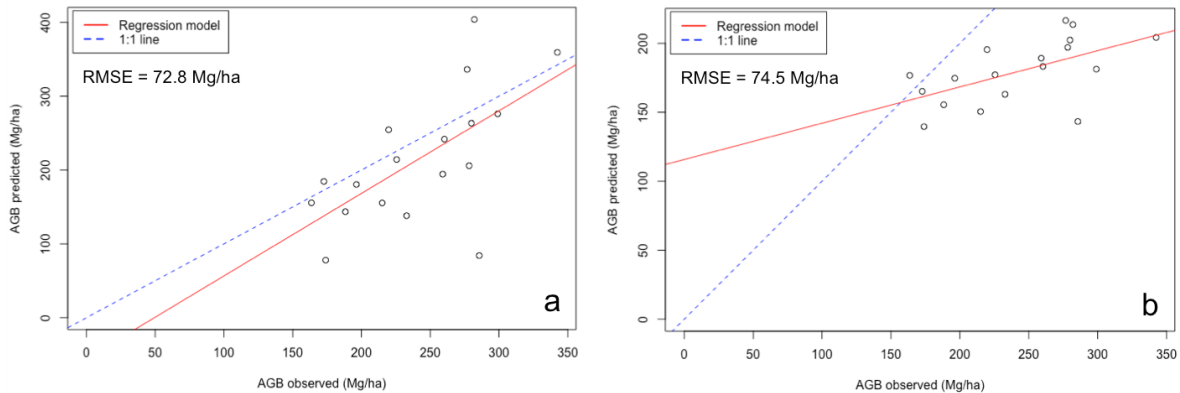 Regression model
1:1 line
RMSE = 72.8 Mg/ha
AGB predicted (Mg/ha)
400
300
200
100
0
0 50 100 150 200 250 300 350
AGB observed (Mg/ha)
a
Regression model
1:1 line
RMSE = 74.5 Mg/ha
AGB predicted (Mg/ha)
200
150
100
50
0
0 50 100 150 200 250 300 350
AGB observed (Mg/ha)
b